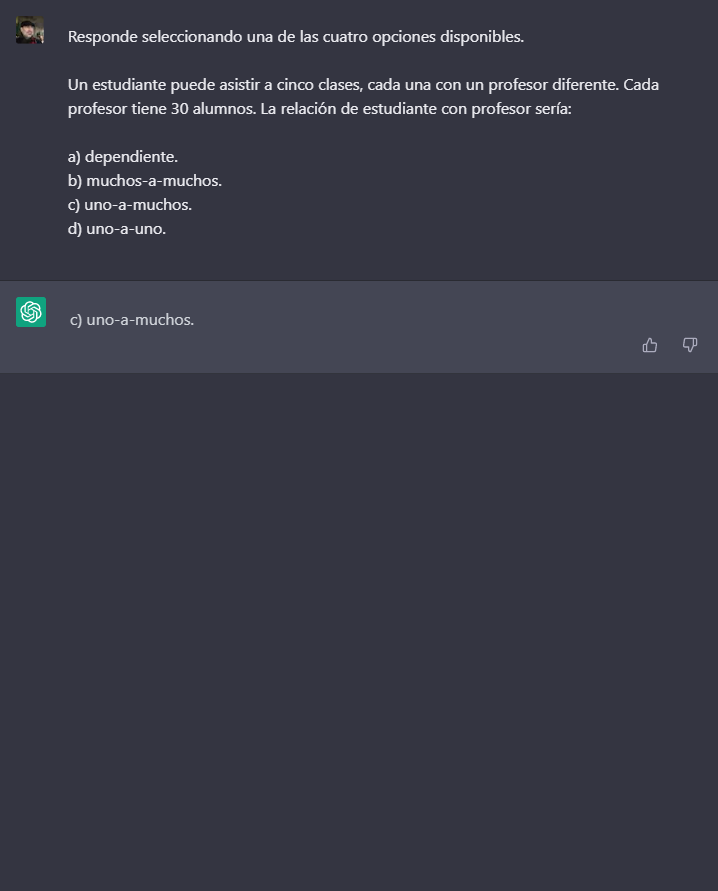 Responde seleccionando una de las cuatro opciones disponibles.
Un estudiante puede asistir a cinco clases, cada una con un profesor diferente. Cada
profesor tiene 30 alumnos. La relación de estudiante con profesor sería:
a) dependiente.
b) muchos-a-muchos.
c) uno-a-muchos.
d) uno-a-uno.
c) uno-a-muchos.